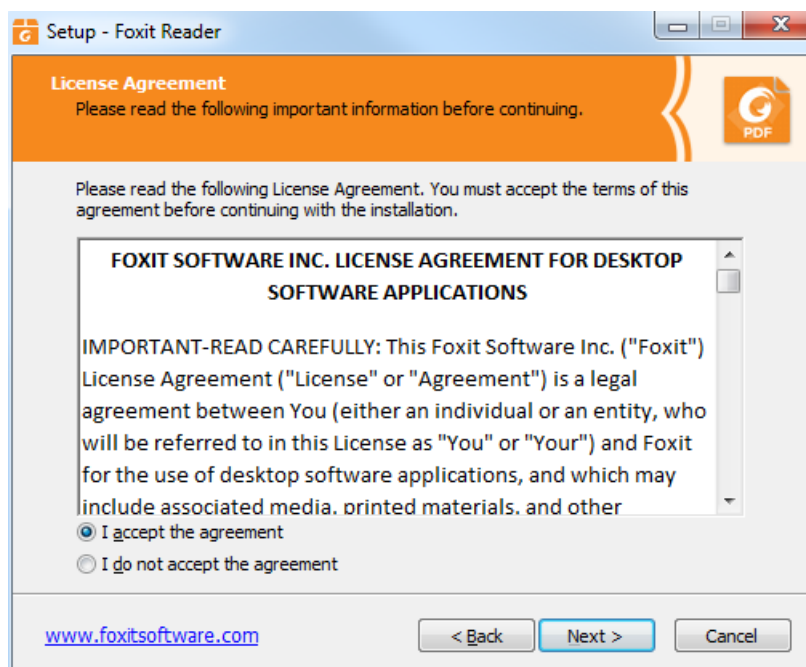 Setup - Foxit Reader
License Agreement
Please read the following important information before continuing.
PDF
Please read the following License Agreement. You must accept the terms of this
agreement before continuing with the installation.
FOXIT SOFTWARE INC. LICENSE AGREEMENT FOR DESKTOP
SOFTWARE APPLICATIONS
IMPORTANT-READ CAREFULLY: This Foxit Software Inc. ("Foxit")
License Agreement ("License" or "Agreement") is a legal
agreement between You (either an individual or an entity, who
will be referred to in this License as "You" or "Your") and Foxit
for the use of desktop software applications, and which may
include associated media, printed materials, and other
I accept the agreement
I do not accept the agreement
www.foxitsoftware.com
< Back
Next >
Cancel